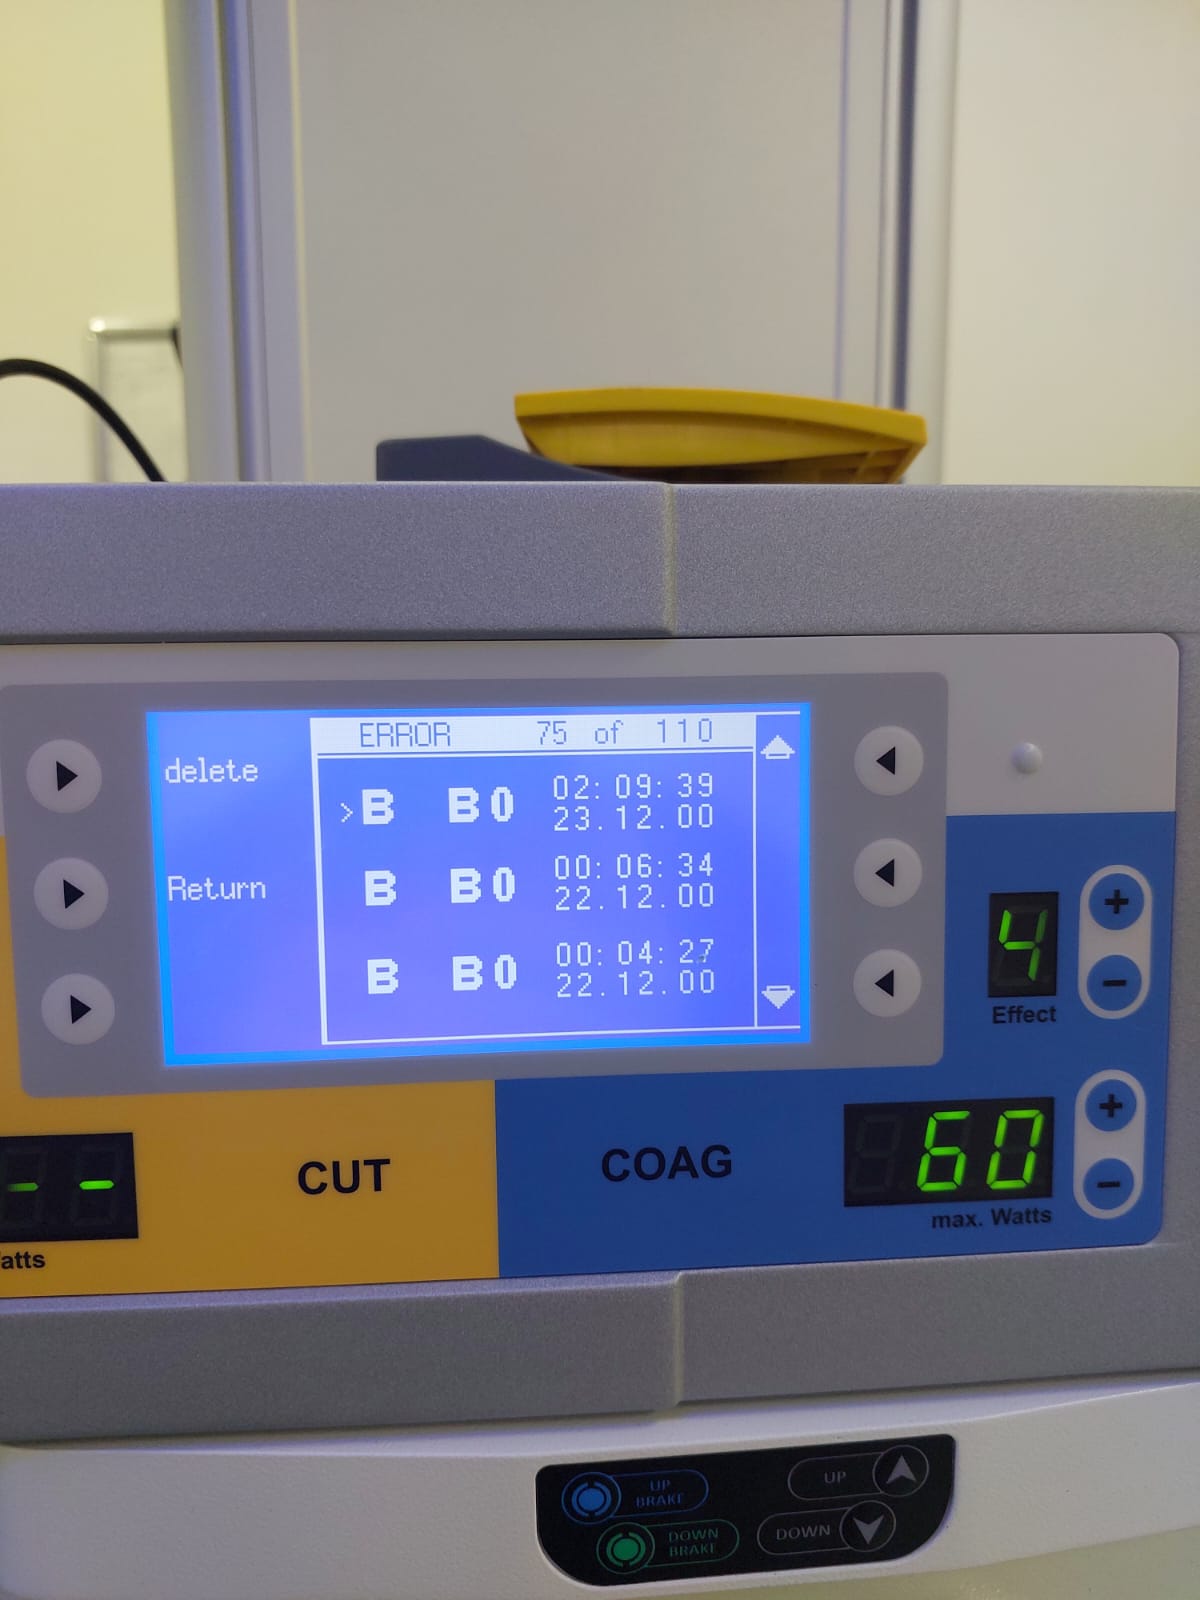 delete
Return
ERROR 75 of 110
>B B0 02:09:39
23.12.00
B B0 00:06:34
22.12.00
B B0 00:04:27
22.12.00
4
Effect
+
-
- -
atts
CUT
COAG
60
max. Watts
+
-
UP
BRAKE
UP
DOWN
BRAKE
DOWN